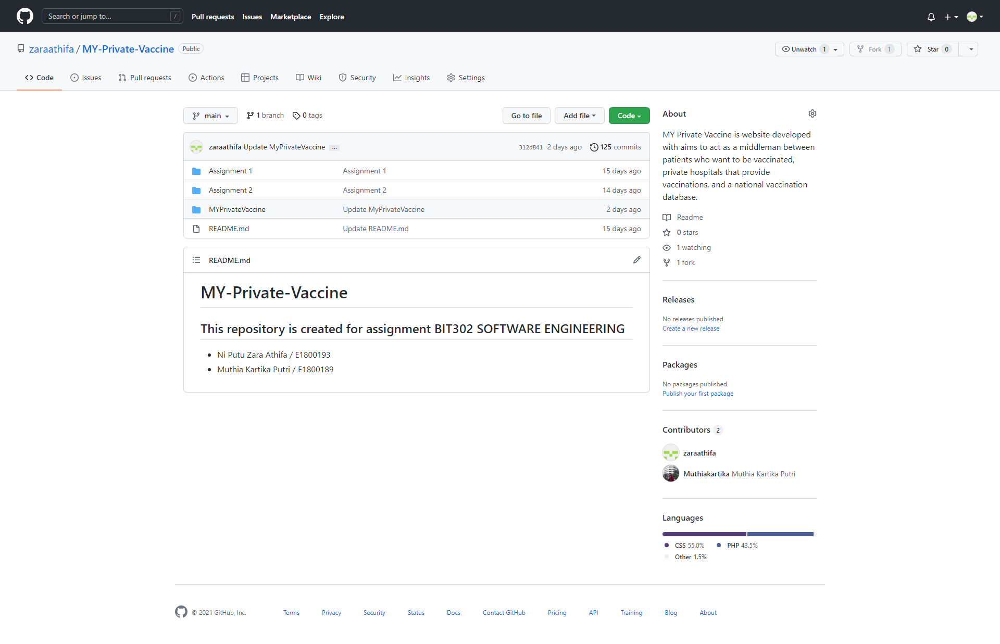 Search or jump to... /
Pull requests Issues Marketplace Explore
zaraathifa / MY-Private-Vaccine Public
Unwatch 1 Fork 1 Star 0
Code Issues Pull requests Actions Projects Wiki Security Insights Settings
main 1 branch 0 tags Go to file Add file Code
zaraathifa Update MyPrivateVaccine ... 312d841 2 days ago 125 commits
Assignment 1 Assignment 1 15 days ago
Assignment 2 Assignment 2 14 days ago
MYPrivateVaccine Update MyPrivateVaccine 2 days ago
README.md Update README.md 15 days ago
README.md
MY-Private-Vaccine
This repository is created for assignment BIT302 SOFTWARE ENGINEERING
Ni Putu Zara Athifa / E1800193
Muthia Kartika Putri / E1800189
About
MY Private Vaccine is website developed
with aims to act as a middleman between
patients who want to be vaccinated,
private hospitals that provide
vaccinations, and a national vaccination
database.
Readme
0 stars
1 watching
1 fork
Releases
No releases published
Create a new release
Packages
No packages published
Publish your first package
Contributors 2
zaraathifa
Muthiakartika Muthia Kartika Putri
Languages
CSS 55.0% PHP 43.5%
Other 1.5%
© 2021 GitHub, Inc. Terms Privacy Security Status Docs Contact GitHub Pricing API Training Blog About